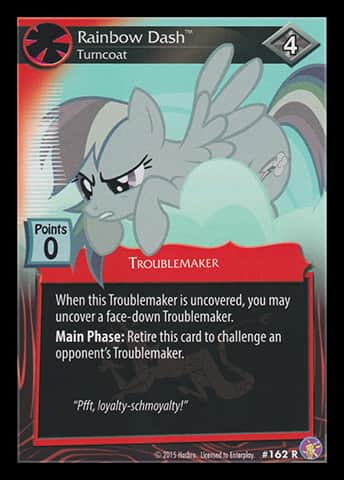 Rainbow Dash™
Turncoat
4
Points
0
TROUBLEMAKER
When this Troublemaker is uncovered, you may
uncover a face-down Troublemaker.
Main Phase: Retire this card to challenge an
opponent's Troublemaker.
"Pfft, loyalty-schmoyalty!"
© 2015 Hasbro. Licensed to Enterplay. #162 R